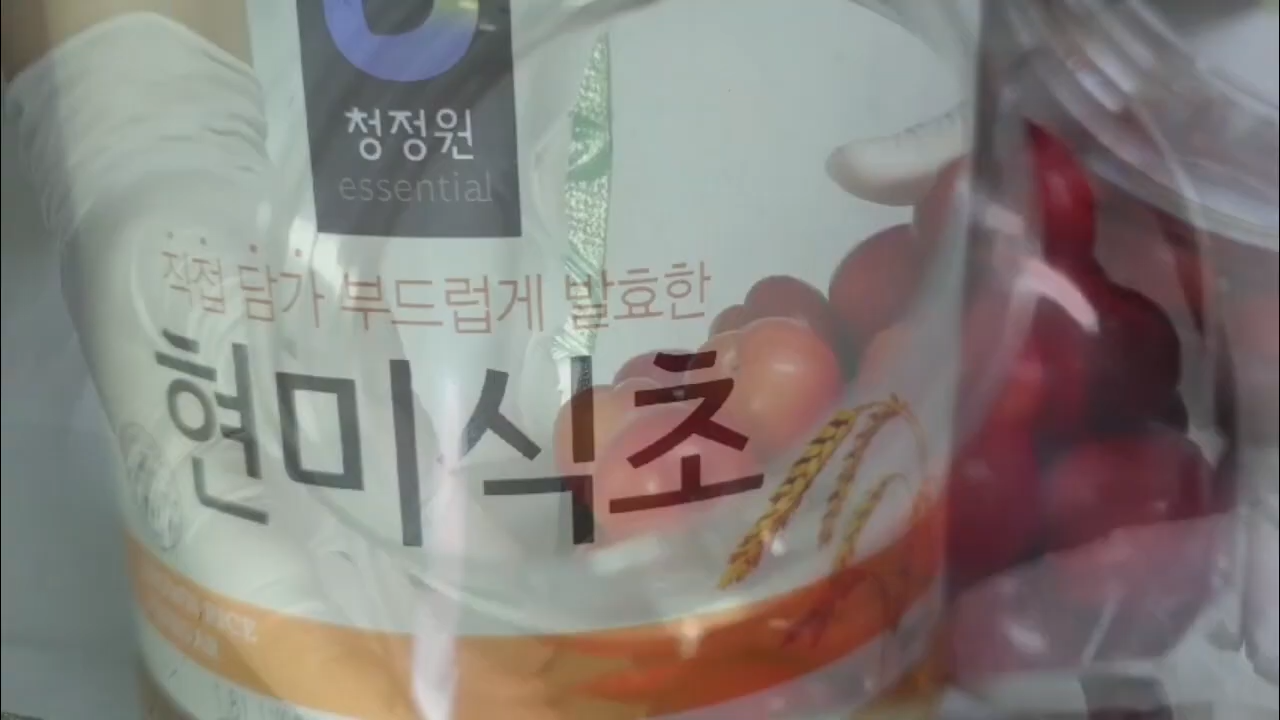 청정원
essential
직접 담가 부드럽게 발효한
현미식초